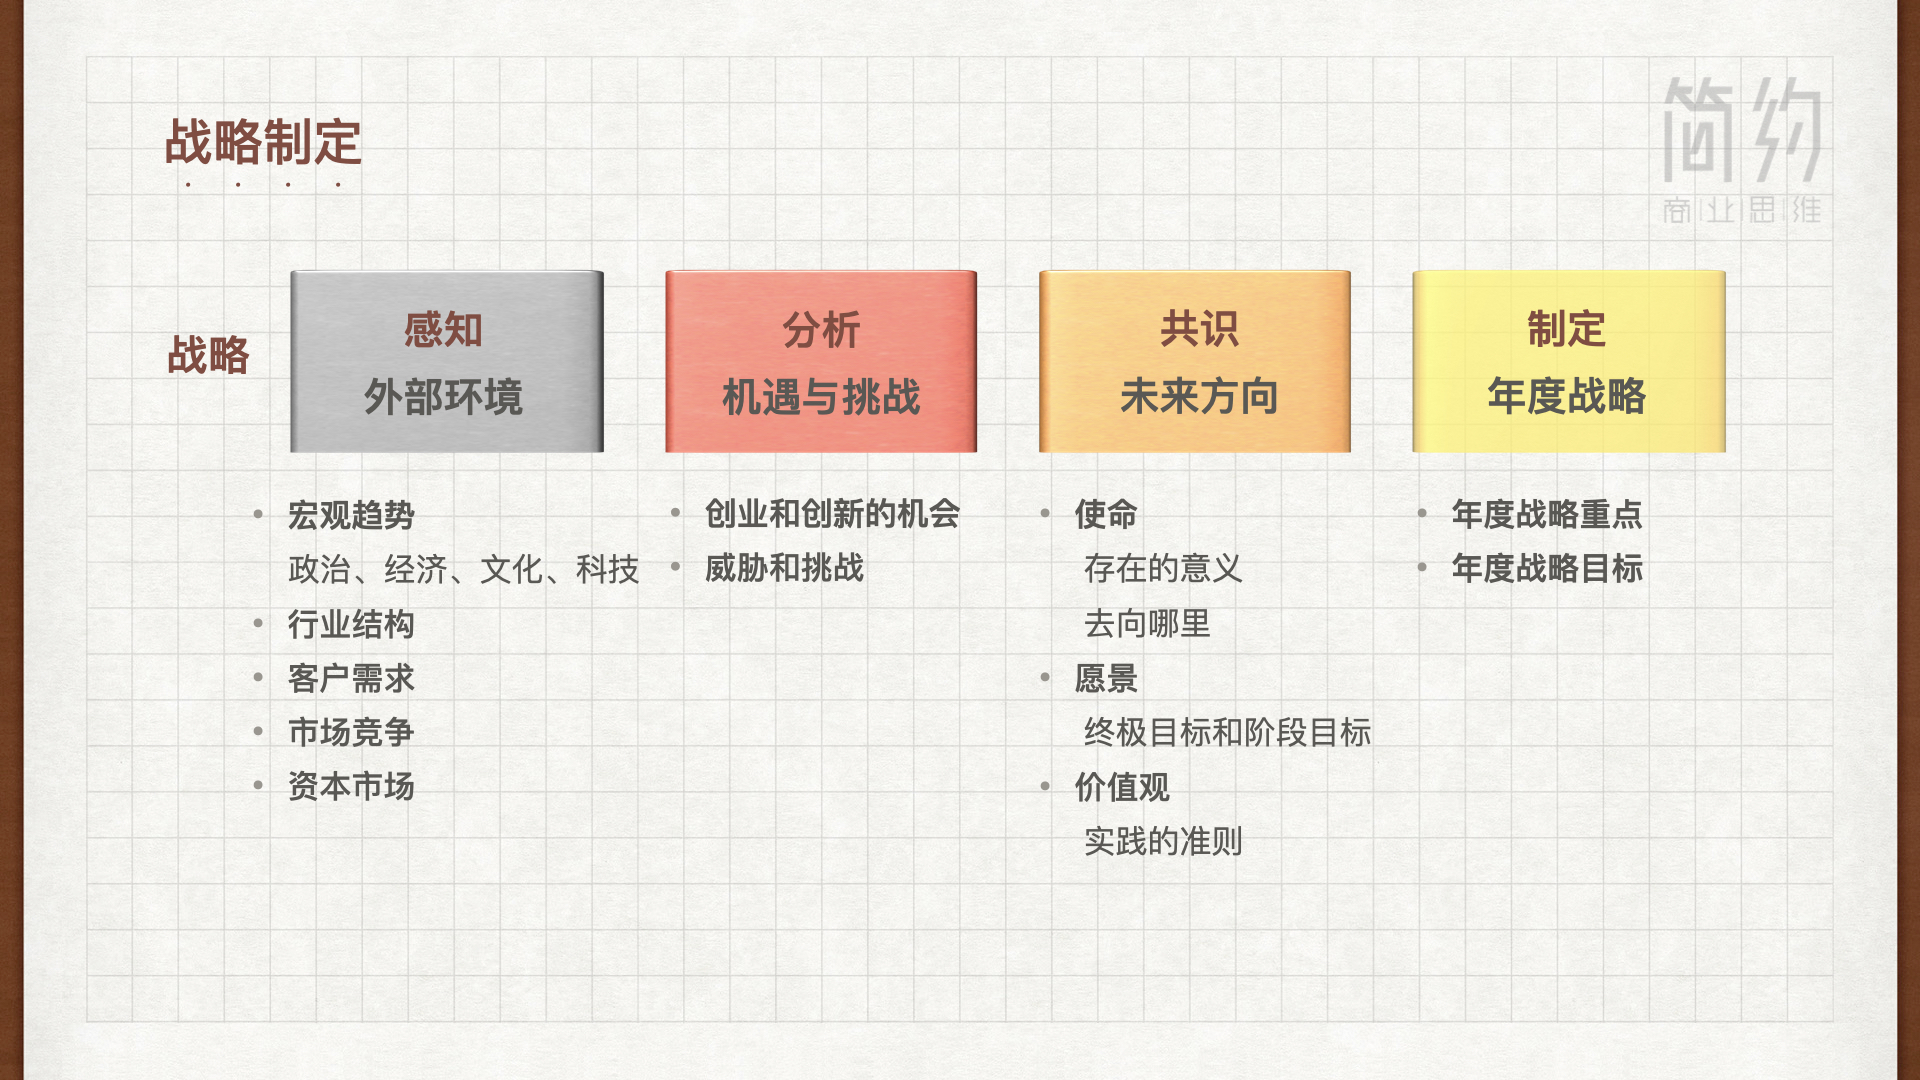 战略制定
简约
商|业|思|维
战略
感知
外部环境
分析
机遇与挑战
共识
未来方向
制定
年度战略
• 宏观趋势
政治、经济、文化、科技
• 行业结构
• 客户需求
• 市场竞争
• 资本市场
• 创业和创新的机会
• 威胁和挑战
• 使命
存在的意义
去向哪里
• 愿景
终极目标和阶段目标
• 价值观
实践的准则
• 年度战略重点
• 年度战略目标